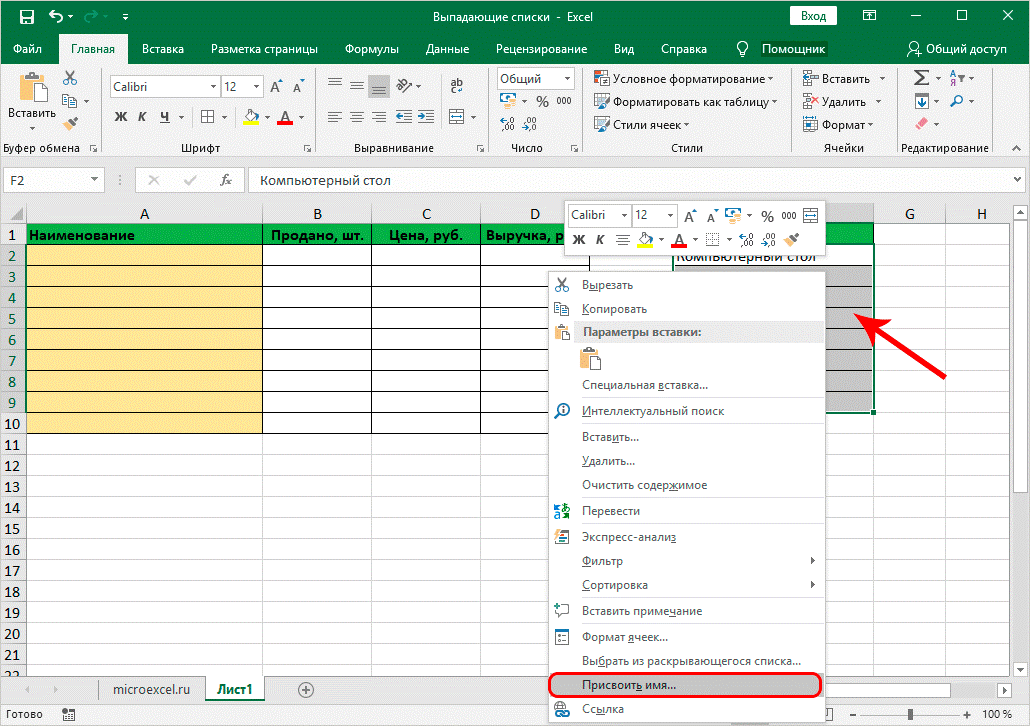 Выпадающие списки - Excel
Вход
Файл Главная Вставка Разметка страницы Формулы Данные Рецензирование Вид Справка Помощник Общий доступ
Вставить
Calibri 12
Ж К Ч
Общий
% 000
Условное форматирование
Форматировать как таблицу
Стили ячеек
Вставить
Удалить
Формат
Буфер обмена Шрифт Выравнивание Число Стили Ячейки Редактирование
F2 fx Компьютерный стол
A B C D G H
1 Наименование Продано, шт. Цена, руб. Выручка, р
2 Компьютерный стол
3
4
5
6
7
8
9
10
11
12
13
14
15
16
17
18
19
20
21
22
Calibri 12 % 000
Ж К
Вырезать
Копировать
Параметры вставки:
Специальная вставка...
Интеллектуальный поиск
Вставить...
Удалить...
Очистить содержимое
Перевести
Экспресс-анализ
Фильтр
Сортировка
Вставить примечание
Формат ячеек...
Выбрать из раскрывающегося списка...
Присвоить имя...
Ссылка
microexcel.ru Лист1
Готово
100 %